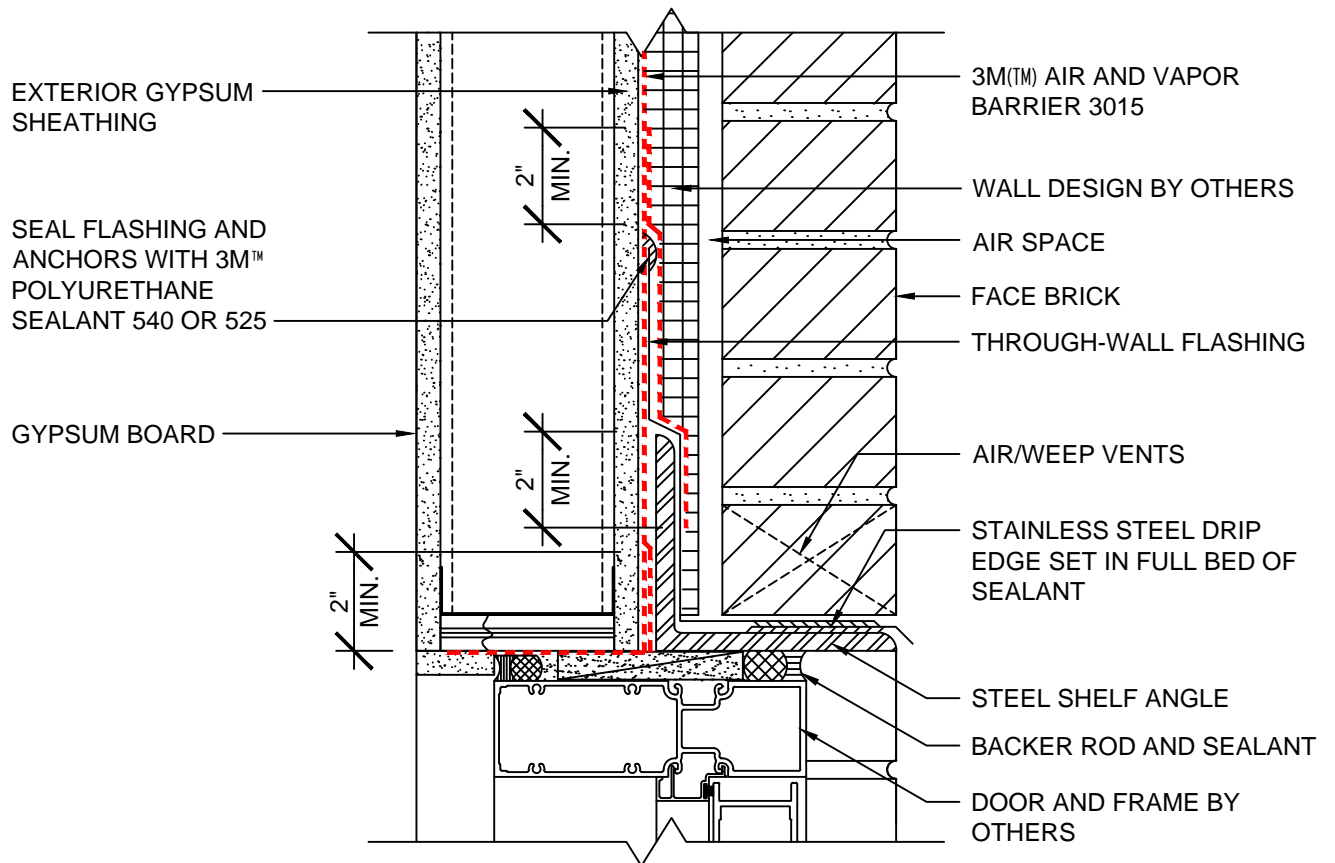 EXTERIOR GYPSUM
SHEATHING
SEAL FLASHING AND
ANCHORS WITH 3M™
POLYURETHANE
SEALANT 540 OR 525
GYPSUM BOARD
2"
MIN.
2"
MIN.
2"
MIN.
3M(TM) AIR AND VAPOR
BARRIER 3015
WALL DESIGN BY OTHERS
AIR SPACE
FACE BRICK
THROUGH-WALL FLASHING
AIR/WEEP VENTS
STAINLESS STEEL DRIP
EDGE SET IN FULL BED OF
SEALANT
STEEL SHELF ANGLE
BACKER ROD AND SEALANT
DOOR AND FRAME BY
OTHERS